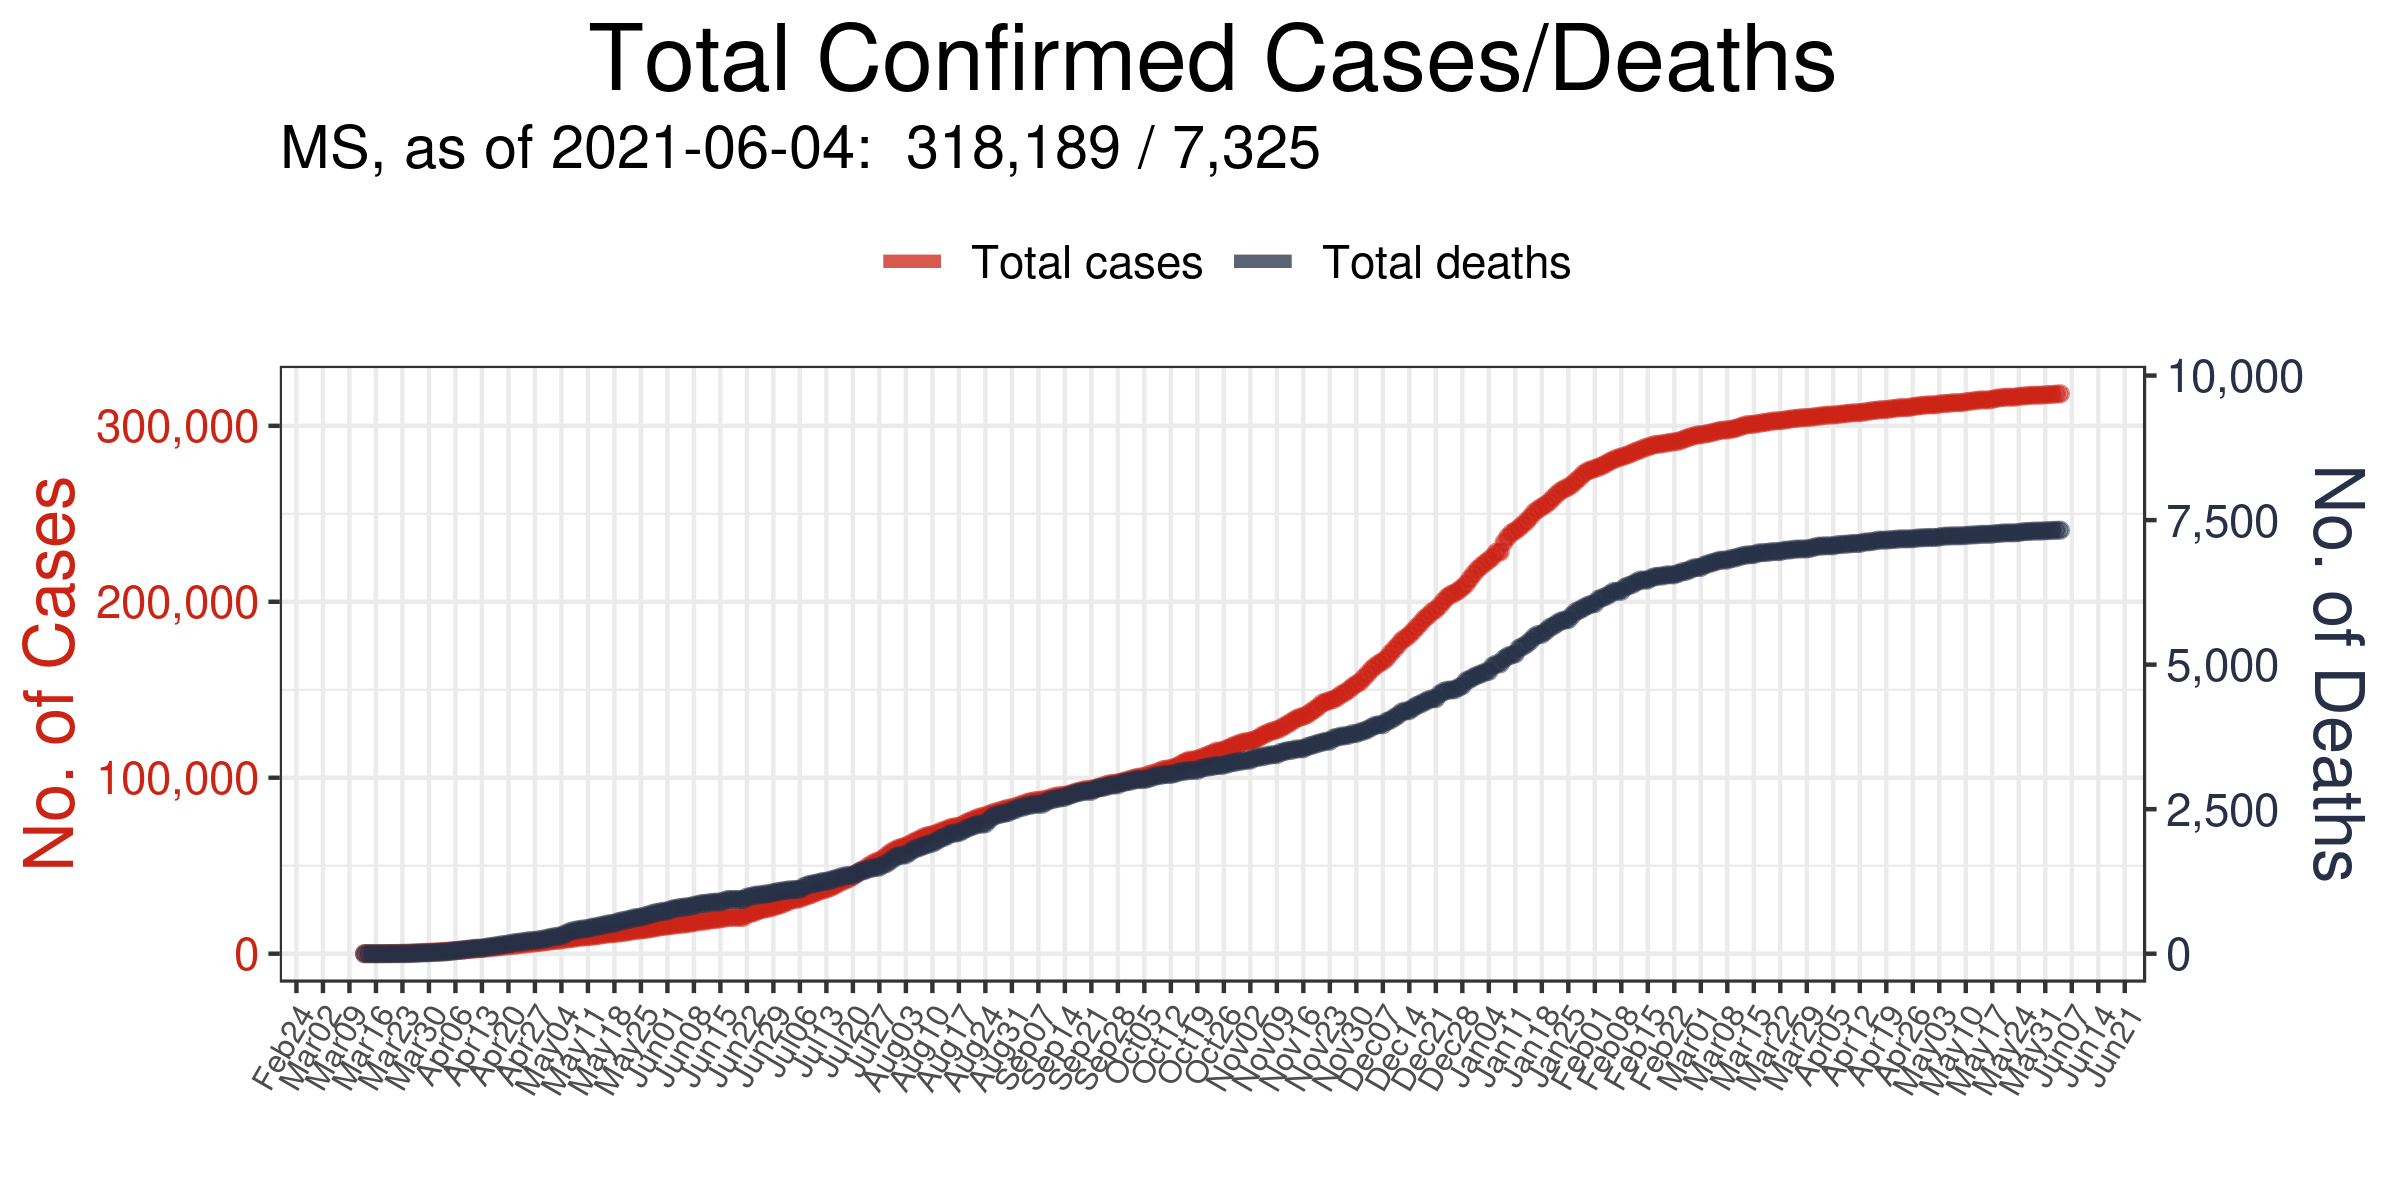 Total Confirmed Cases/Deaths
MS, as of 2021-06-04:  318,189 / 7,325
Total cases
Total deaths
No. of Cases
300,000
200,000
100,000
0
10,000
7,500
5,000
2,500
0
No. of Deaths
Feb24
Mar02
Mar09
Mar16
Mar23
Mar30
Apr06
Apr13
Apr20
Apr27
May04
May11
May18
May25
Jun01
Jun08
Jun15
Jun22
Jun29
Jul06
Jul13
Jul20
Jul27
Aug03
Aug10
Aug17
Aug24
Aug31
Sep07
Sep14
Sep21
Sep28
Oct05
Oct12
Oct19
Oct26
Nov02
Nov09
Nov16
Nov23
Nov30
Dec07
Dec14
Dec21
Dec28
Jan04
Jan11
Jan18
Jan25
Feb01
Feb08
Feb15
Feb22
Mar01
Mar08
Mar15
Mar22
Mar29
Apr05
Apr12
Apr19
Apr26
May03
May10
May17
May24
May31
Jun07
Jun14
Jun21